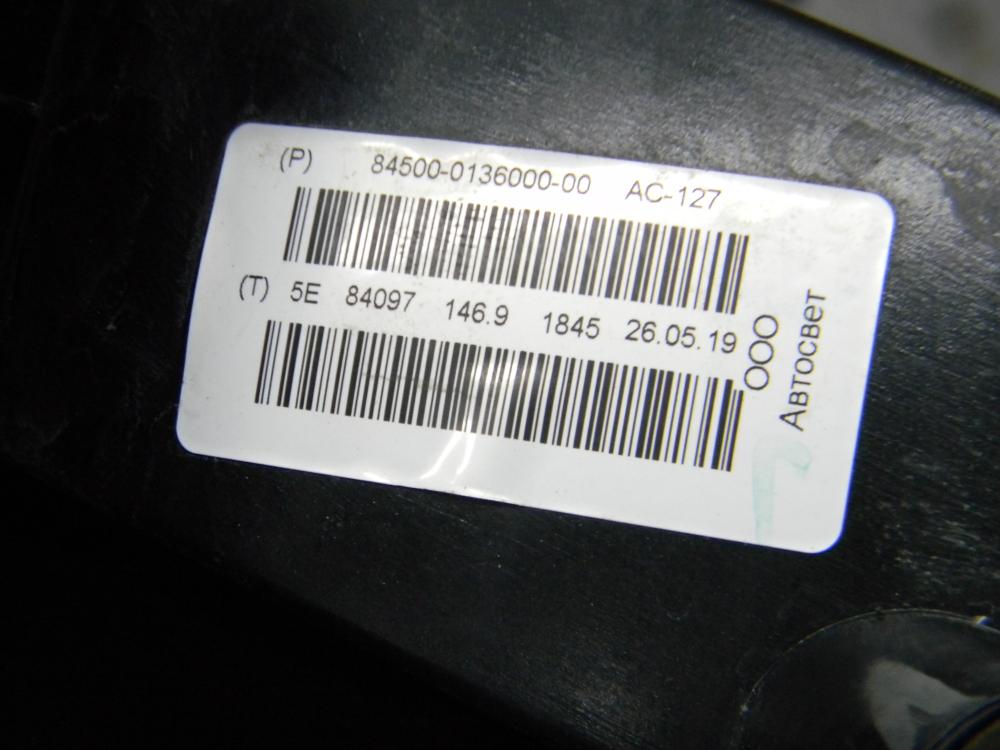 (P) 84500-0136000-00 AC-127
(T) 5E 84097 146.9 1845 26.05.19
ООО
Автосвет